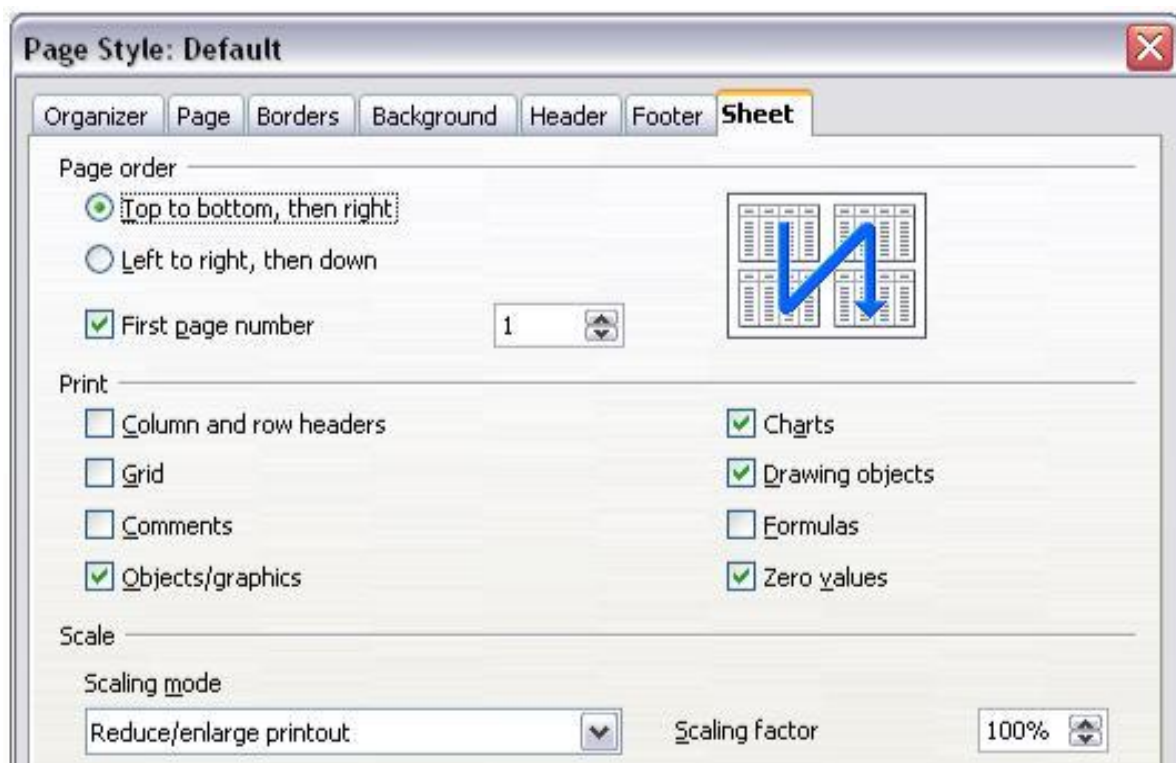 Page Style: Default
Organizer Page Borders Background Header Footer Sheet
Page order
Top to bottom, then right
Left to right, then down
First page number 1
Print
Column and row headers Charts
Grid Drawing objects
Comments Formulas
Objects/graphics Zero values
Scale
Scaling mode
Reduce/enlarge printout Scaling factor 100%